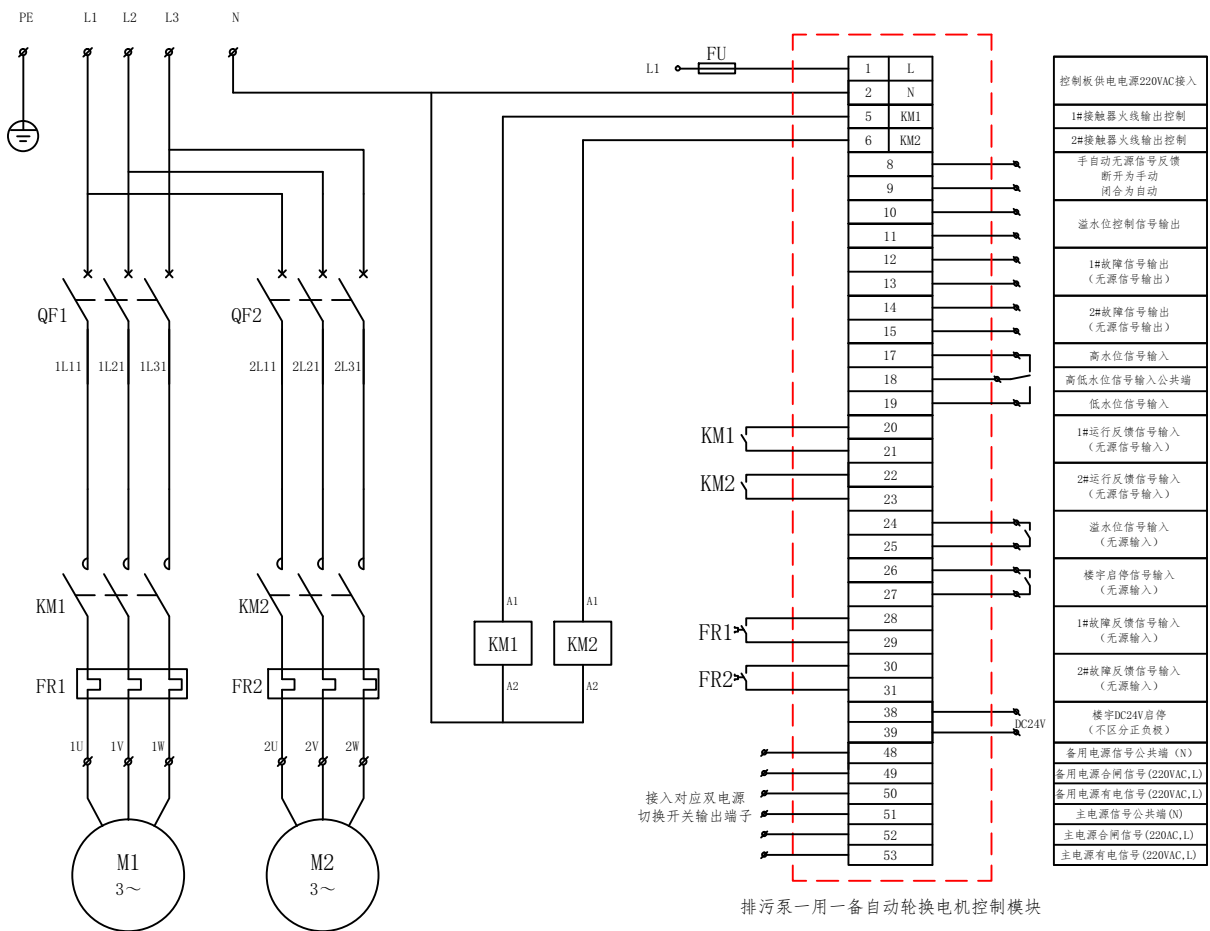 PE L1 L2 L3 N
L1 FU
1 L
控制板供电电源220VAC接入
2 N
5 KM1 1#接触器火线输出控制
6 KM2 2#接触器火线输出控制
8 手自动无源信号反馈
断开为手动
9 闭合为自动
10
溢水位控制信号输出
11
12 1#故障信号输出
13 (无源信号输出)
14 2#故障信号输出
15 (无源信号输出)
17 高水位信号输入
18 高低水位信号输入公共端
19 低水位信号输入
QF1 QF2
1L11 1L21 1L31 2L11 2L21 2L31
KM1 20 1#运行反馈信号输入
21 (无源信号输入)
KM2 22 2#运行反馈信号输入
23 (无源信号输入)
24 溢水位信号输入
25 (无源输入)
26 楼宇启停信号输入
27 (无源输入)
KM1 KM2
A1 A1
KM1 KM2
A2 A2
FR1 28 1#故障反馈信号输入
29 (无源输入)
FR2 30 2#故障反馈信号输入
31 (无源输入)
FR1 FR2
38 DC24V 楼宇DC24V启停
39 (不区分正负极)
1U 1V 1W 2U 2V 2W
48 备用电源信号公共端（N）
49 备用电源合闸信号(220VAC,L)
50 备用电源有电信号(220VAC,L)
接入对应双电源
切换开关输出端子
51 主电源信号公共端(N)
52 主电源合闸信号(220AC,L)
53 主电源有电信号(220VAC,L)
M1
3～
M2
3～
排污泵一用一备自动轮换电机控制模块